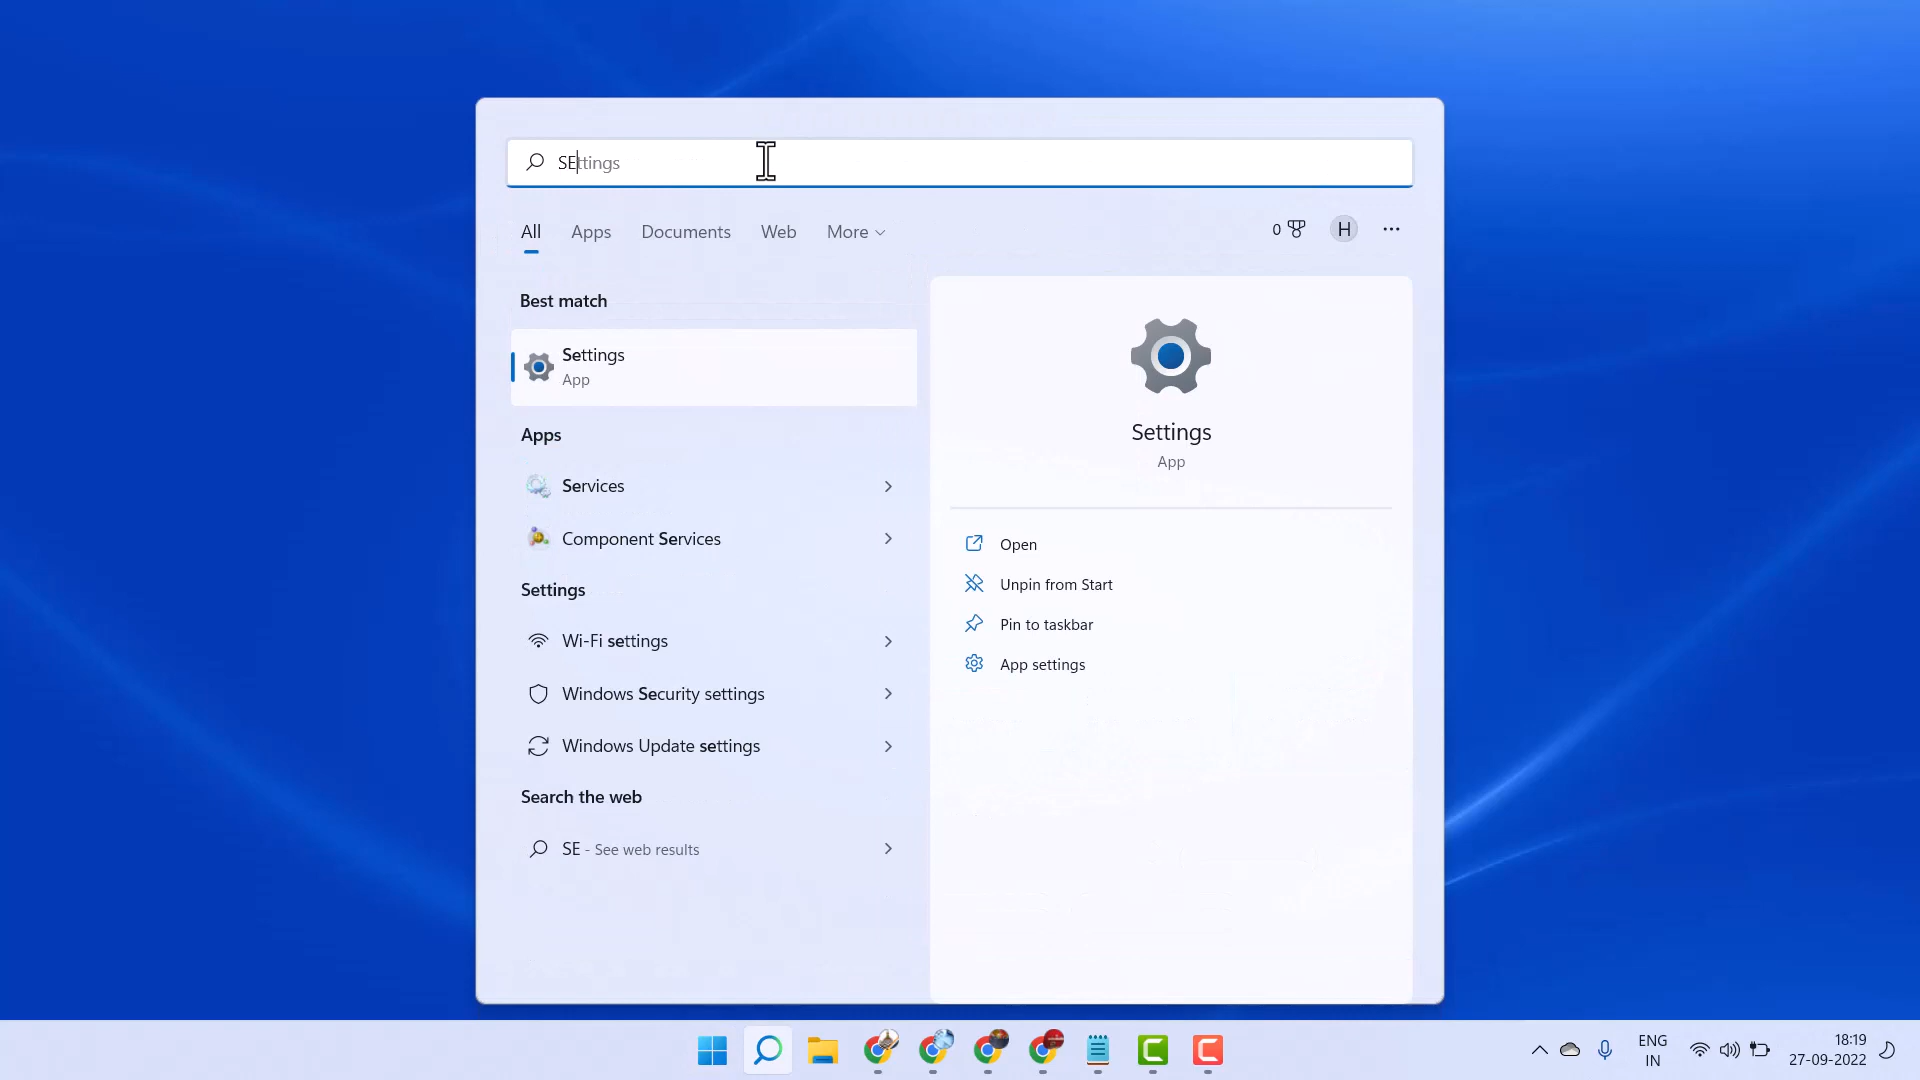 SEttings
All Apps Documents Web More
0 H
Best match
Settings
App
Apps
Services
Component Services
Settings
Wi-Fi settings
Windows Security settings
Windows Update settings
Search the web
SE - See web results
Settings
App
Open
Unpin from Start
Pin to taskbar
App settings
ENG
IN
18:19
27-09-2022